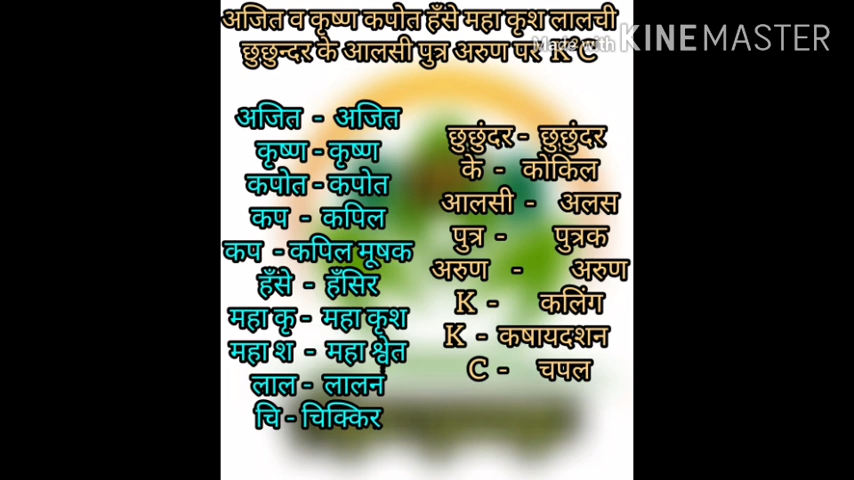 अजित व कृष्ण कपोत हँसे महा कृश लालची
छुछुन्दर के आलसी पुत्र अरुण पर K C
Made with KINEMASTER
अजित - अजित
कृष्ण - कृष्ण
कपोत - कपोत
कप - कपिल
कप - कपिल मूषक
हँसे - हँसिर
महा कृ - महा कृश
महा श - महा श्वेत
लाल - लालन
चि - चिक्किर
छुछुंदर - छुछुंदर
के - कोकिल
आलसी - अलस
पुत्र - पुत्रक
अरुण - अरुण
K - कलिंग
K - कषायदशन
C - चपल